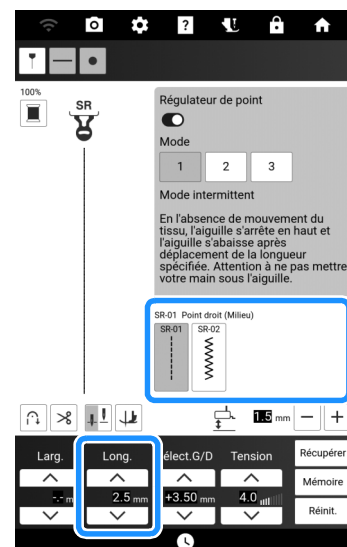 ?
100%
SR
Régulateur de point
Mode
1 2 3
Mode intermittent
En l'absence de mouvement du
tissu, l'aiguille s'arrête en haut et
l'aiguille s'abaisse après
déplacement de la longueur
spécifiée. Attention à ne pas mettre
votre main sous l'aiguille.
SR-01 Point droit (Milieu)
SR-01 SR-02
1.5 mm − +
Larg. Long. élect.G/D Tension Récupérer
-.- m 2.5 mm +3.50 mm 4.0 Mémoire
Réinit.